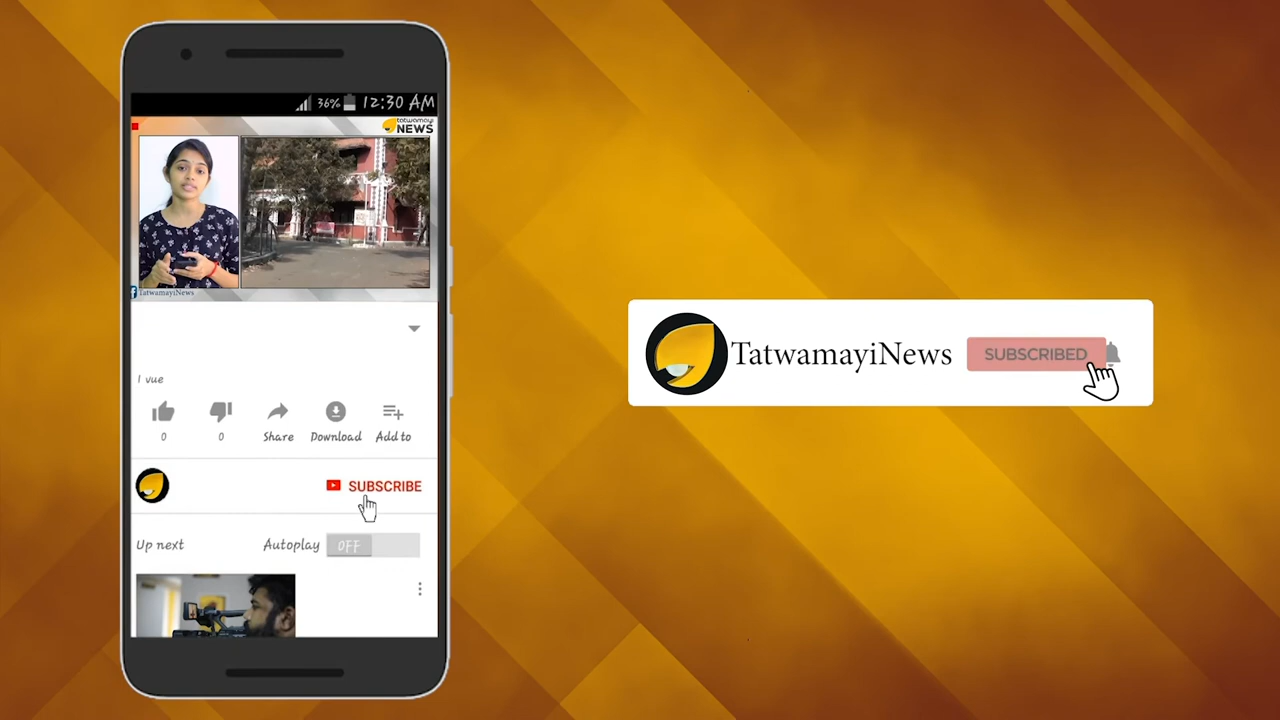 36% 12:30 AM
tatwamayi
NEWS
TatwamayiNews
1 vue
0 0 Share Download Add to
SUBSCRIBE
Up next Autoplay OFF
TatwamayiNews SUBSCRIBED